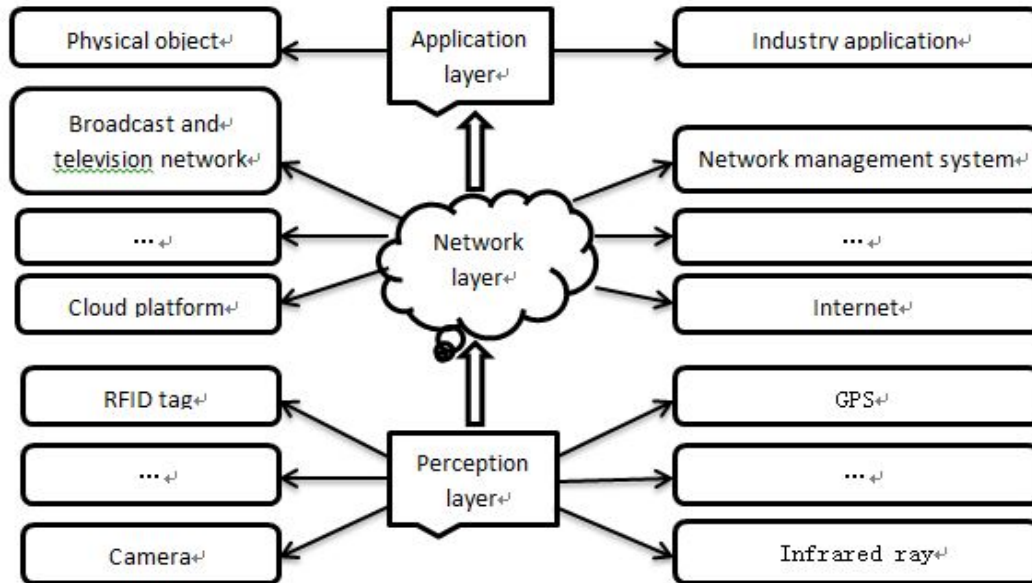 Physical object↵
Application
layer↵
Industry application↵
Broadcast and↵
television network↵
Network management system↵
... ↵
Network
layer↵
... ↵
Cloud platform↵
Internet↵
RFID tag↵
GPS↵
... ↵
Perception
layer↵
... ↵
Camera↵
Infrared ray↵